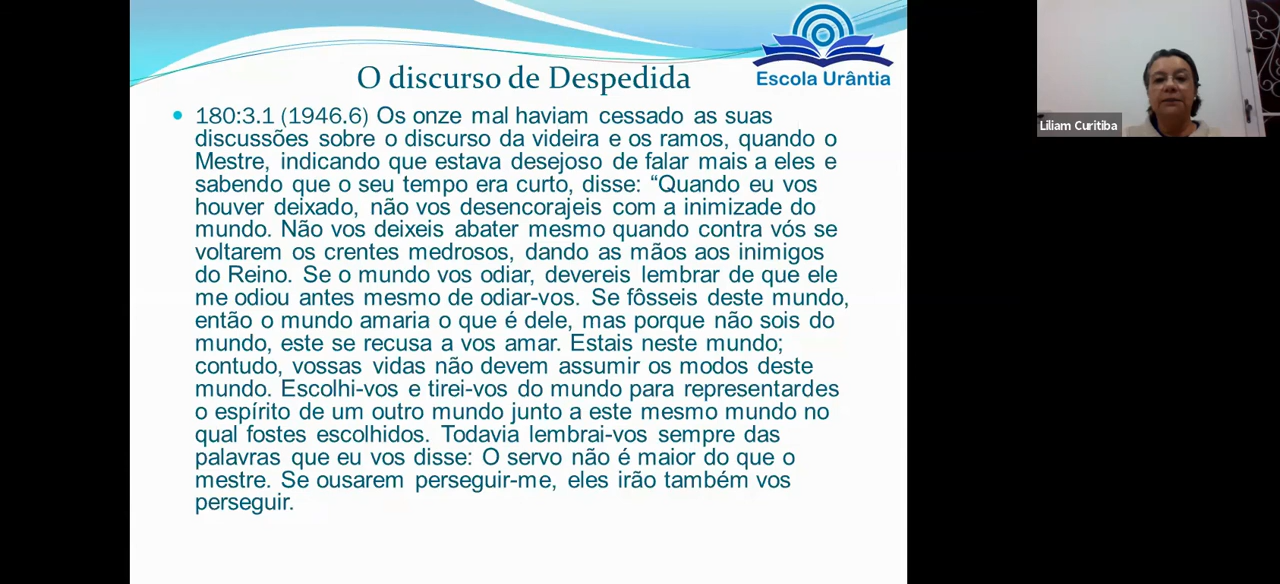 O discurso de Despedida
Escola Urântia
• 180:3.1 (1946.6) Os onze mal haviam cessado as suas
discussões sobre o discurso da videira e os ramos, quando o
Mestre, indicando que estava desejoso de falar mais a eles e
sabendo que o seu tempo era curto, disse: “Quando eu vos
houver deixado, não vos desencorajeis com a inimizade do
mundo. Não vos deixeis abater mesmo quando contra vós se
voltarem os crentes medrosos, dando as mãos aos inimigos
do Reino. Se o mundo vos odiar, devereis lembrar de que ele
me odiou antes mesmo de odiar-vos. Se fôsseis deste mundo,
então o mundo amaria o que é dele, mas porque não sois do
mundo, este se recusa a vos amar. Estais neste mundo;
contudo, vossas vidas não devem assumir os modos deste
mundo. Escolhi-vos e tirei-vos do mundo para representardes
o espírito de um outro mundo junto a este mesmo mundo no
qual fostes escolhidos. Todavia lembrai-vos sempre das
palavras que eu vos disse: O servo não é maior do que o
mestre. Se ousarem perseguir-me, eles irão também vos
perseguir.
Liliam Curitiba